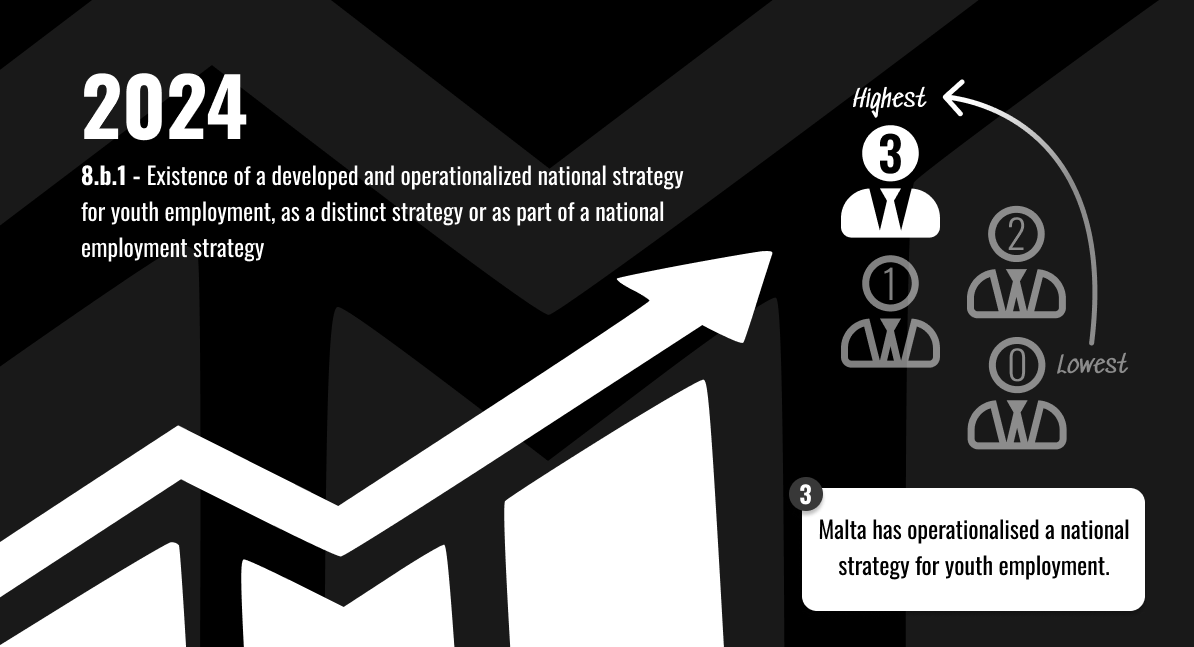 2024
8.b.1 - Existence of a developed and operationalized national strategy
for youth employment, as a distinct strategy or as part of a national
employment strategy
Highest
3
2
1
0
Lowest
3
Malta has operationalised a national
strategy for youth employment.